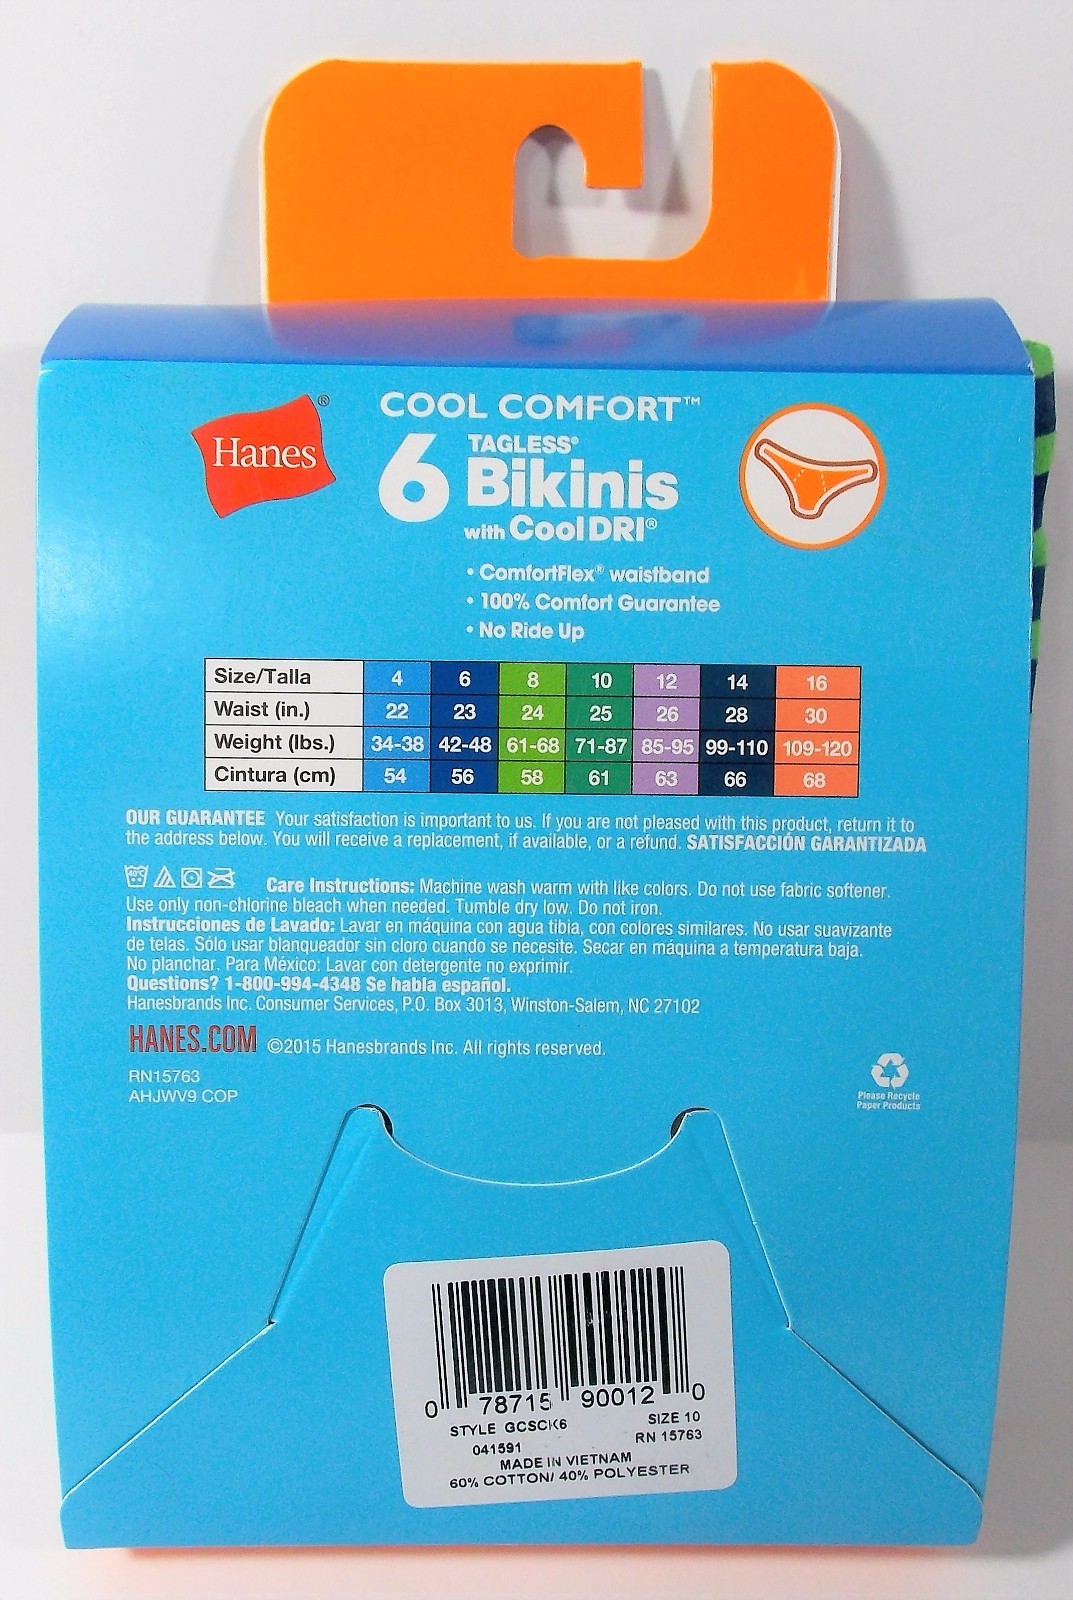 Hanes®
COOL COMFORT™
6 TAGLESS®
Bikinis
with CoolDRI®
• ComfortFlex® waistband
• 100% Comfort Guarantee
• No Ride Up
Size/Talla 4 6 8 10 12 14 16
Waist (in.) 22 23 24 25 26 28 30
Weight (lbs.) 34-38 42-48 61-68 71-87 85-95 99-110 109-120
Cintura (cm) 54 56 58 61 63 66 68
OUR GUARANTEE Your satisfaction is important to us. If you are not pleased with this product, return it to
the address below. You will receive a replacement, if available, or a refund. SATISFACCIÓN GARANTIZADA
40°C Care Instructions: Machine wash warm with like colors. Do not use fabric softener.
Use only non-chlorine bleach when needed. Tumble dry low. Do not iron.
Instrucciones de Lavado: Lavar en máquina con agua tibia, con colores similares. No usar suavizante
de telas. Sólo usar blanqueador sin cloro cuando se necesite. Secar en máquina a temperatura baja.
No planchar. Para México: Lavar con detergente no exprimir.
Questions? 1-800-994-4348 Se habla español.
Hanesbrands Inc. Consumer Services, P.O. Box 3013, Winston-Salem, NC 27102
HANES.COM ©2015 Hanesbrands Inc. All rights reserved.
RN15763
AHJWV9 COP
Please Recycle
Paper Products
0 78715 90012 0
STYLE GCSCK6 SIZE 10
041591 RN 15763
MADE IN VIETNAM
60% COTTON/ 40% POLYESTER